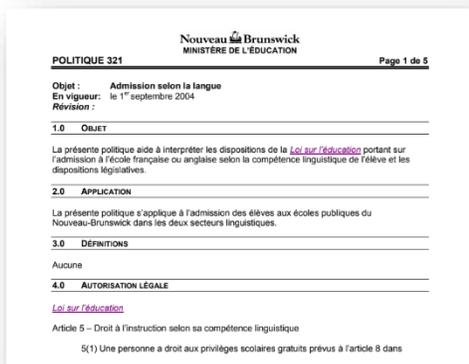 Nouveau Brunswick
MINISTÈRE DE L'ÉDUCATION
POLITIQUE 321 Page 1 de 5
Objet : Admission selon la langue
En vigueur: le 1er septembre 2004
Révision :
1.0 OBJET
La présente politique aide à interpréter les dispositions de la Loi sur l'éducation portant sur
l'admission à l'école française ou anglaise selon la compétence linguistique de l'élève et les
dispositions législatives.
2.0 APPLICATION
La présente politique s'applique à l'admission des élèves aux écoles publiques du
Nouveau-Brunswick dans les deux secteurs linguistiques.
3.0 DÉFINITIONS
Aucune
4.0 AUTORISATION LÉGALE
Loi sur l'éducation
Article 5 – Droit à l'instruction selon sa compétence linguistique
5(1) Une personne a droit aux privilèges scolaires gratuits prévus à l'article 8 dans